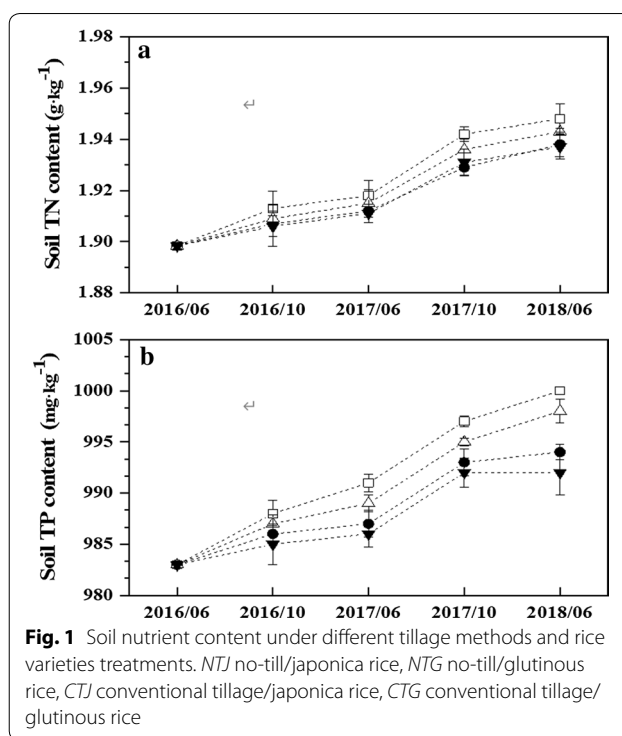 a
Soil TN content (g·kg⁻¹)
1.98
1.96
1.94
1.92
1.90
1.88
2016/06 2016/10 2017/06 2017/10 2018/06
b
Soil TP content (mg·kg⁻¹)
1005
1000
995
990
985
980
2016/06 2016/10 2017/06 2017/10 2018/06
Fig. 1 Soil nutrient content under different tillage methods and rice
varieties treatments. NTJ no-till/japonica rice, NTG no-till/glutinous
rice, CTJ conventional tillage/japonica rice, CTG conventional tillage/
glutinous rice